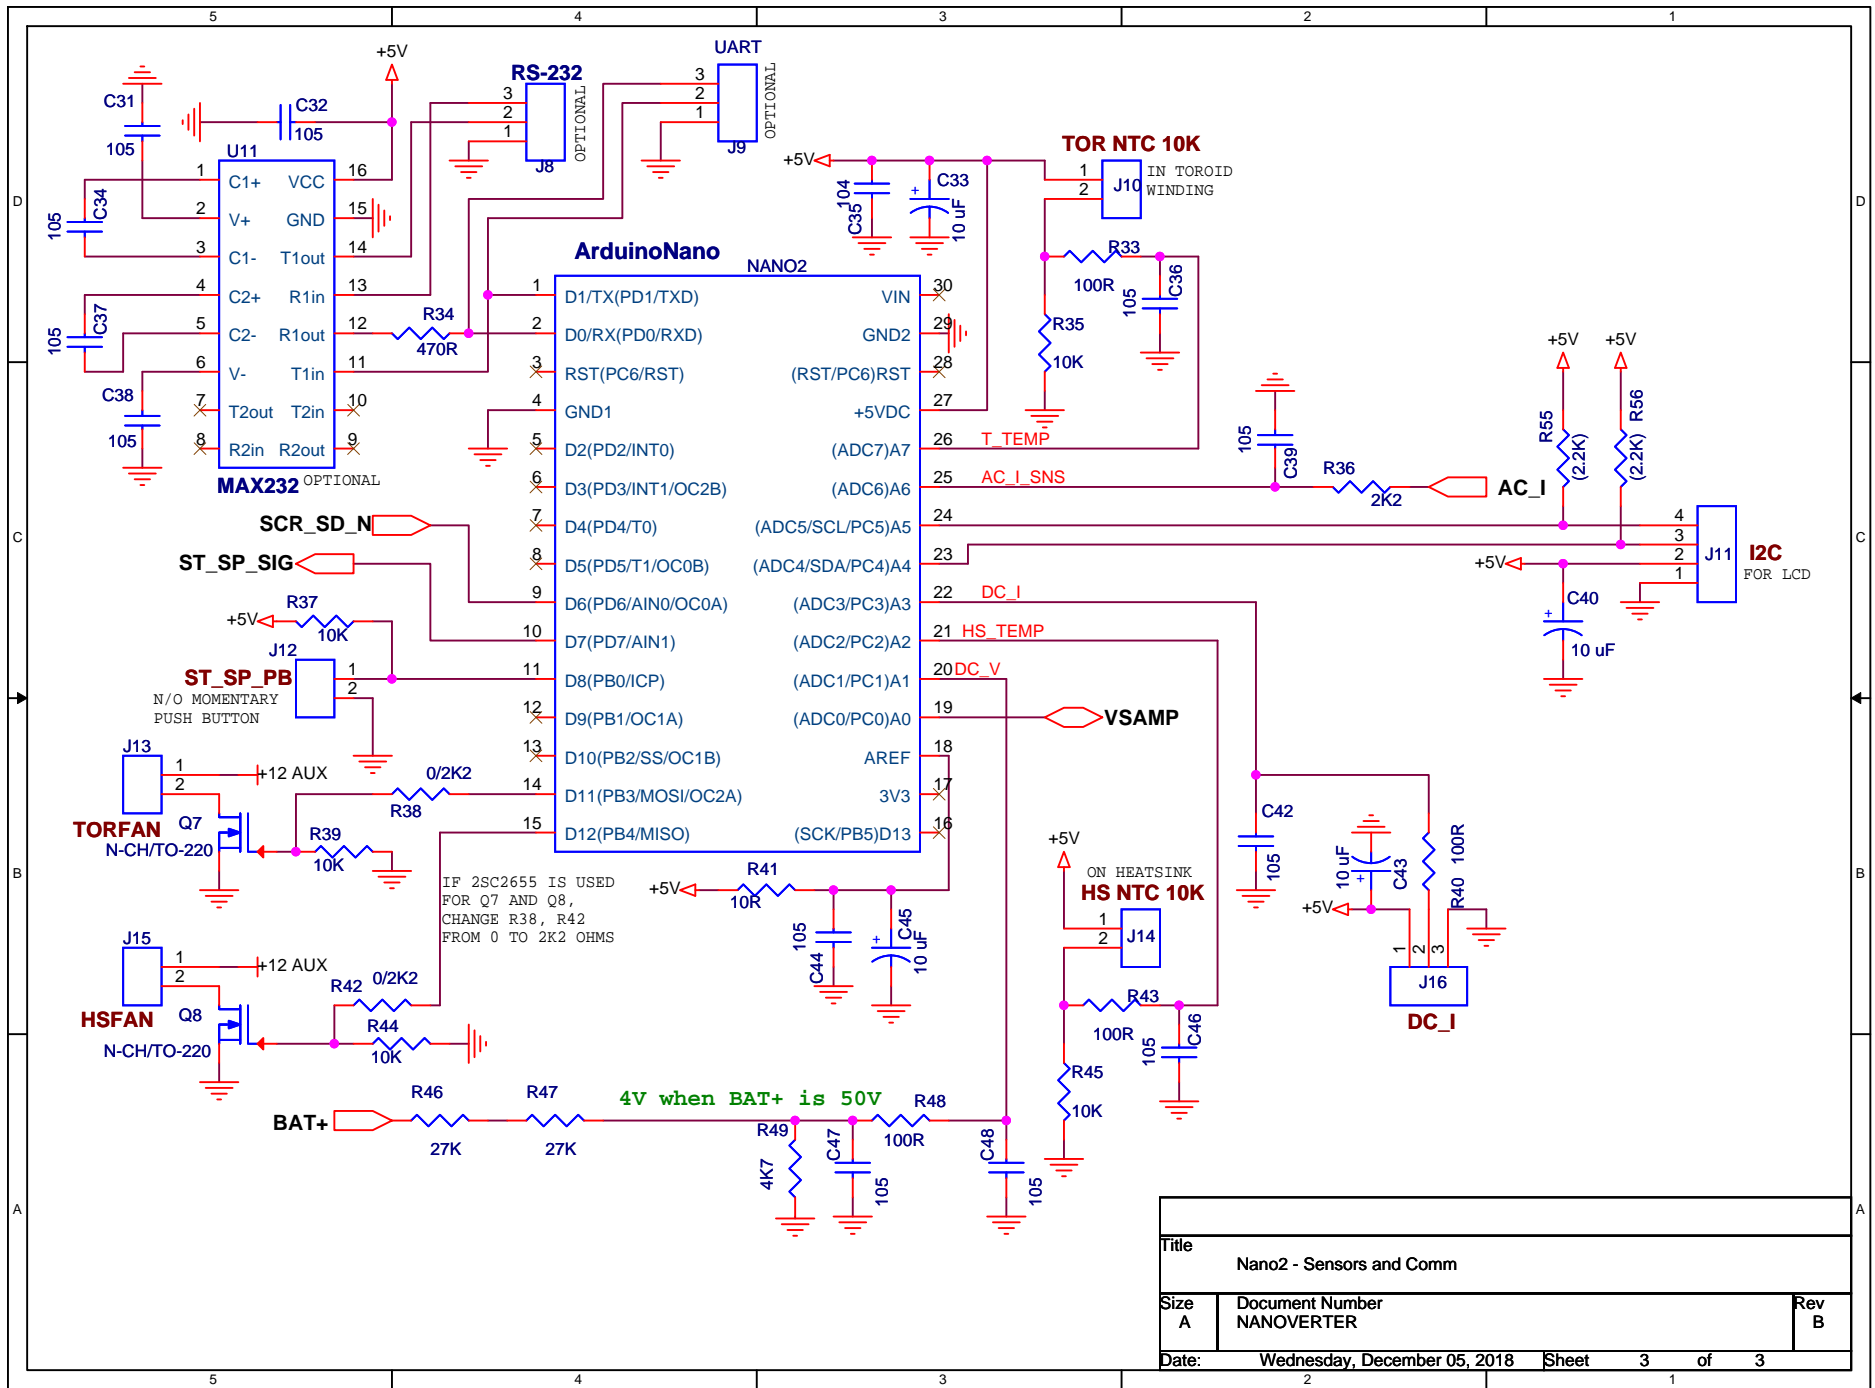 5 4 3 2 1
D D
C C
B B
A A
+5V
C31
105
C32
105
U11
1 C1+ VCC 16
2 V+ GND 15
3 C1- T1out 14
4 C2+ R1in 13
5 C2- R1out 12
6 V- T1in 11
7 T2out T2in 10
8 R2in R2out 9
MAX232 OPTIONAL
C34
105
C37
105
C38
105
RS-232
3
2
1
J8
OPTIONAL
UART
3
2
1
J9
OPTIONAL
R34
470R
ArduinoNano
NANO2
1 D1/TX(PD1/TXD) VIN 30
2 D0/RX(PD0/RXD) GND2 29
3 RST(PC6/RST) (RST/PC6)RST 28
4 GND1 +5VDC 27
5 D2(PD2/INT0) (ADC7)A7 26 T_TEMP
6 D3(PD3/INT1/OC2B) (ADC6)A6 25 AC_I_SNS
7 D4(PD4/T0) (ADC5/SCL/PC5)A5 24
8 D5(PD5/T1/OC0B) (ADC4/SDA/PC4)A4 23
9 D6(PD6/AIN0/OC0A) (ADC3/PC3)A3 22 DC_I
10 D7(PD7/AIN1) (ADC2/PC2)A2 21 HS_TEMP
11 D8(PB0/ICP) (ADC1/PC1)A1 20 DC_V
12 D9(PB1/OC1A) (ADC0/PC0)A0 19
13 D10(PB2/SS/OC1B) AREF 18
14 D11(PB3/MOSI/OC2A) 3V3 17
15 D12(PB4/MISO) (SCK/PB5)D13 16
+5V
104
C35
C33
10 uF
TOR NTC 10K
1
2
J10
IN TOROID
WINDING
R33
100R
C36
105
R35
10K
105
C39
R36
2K2
AC_I
+5V
+5V
R55
(2.2K)
R56
(2.2K)
4
3
2
1
J11
I2C
FOR LCD
+5V
C40
10 uF
SCR_SD_N
ST_SP_SIG
R37
+5V
10K
J12
1
2
ST_SP_PB
N/O MOMENTARY
PUSH BUTTON
VSAMP
J13
1
2
+12 AUX
TORFAN
Q7
N-CH/TO-220
0/2K2
R38
R39
10K
IF 2SC2655 IS USED
FOR Q7 AND Q8,
CHANGE R38, R42
FROM 0 TO 2K2 OHMS
J15
1
2
+12 AUX
HSFAN
Q8
N-CH/TO-220
R42
0/2K2
R44
10K
+5V
R41
10R
105
C44
C45
10 uF
+5V
ON HEATSINK
HS NTC 10K
1
2
J14
R43
100R
C46
105
R45
10K
C42
105
10 uF
C43
R40 100R
+5V
1
2
3
J16
DC_I
BAT+
R46
27K
R47
27K
4V when BAT+ is 50V
R49
4K7
C47
105
R48
100R
C48
105
Title
Nano2 - Sensors and Comm
Size
A
Document Number
NANOVERTER
Rev
B
Date: Wednesday, December 05, 2018 Sheet 3 of 3
5 4 3 2 1